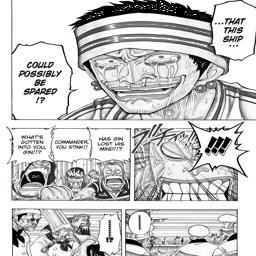 ...THAT
THIS
SHIP...
COULD
POSSIBLY
BE
SPARED
!?
!!!
HAS GIN
LOST HIS
MIND!?
COMMANDER,
YOU STINK!!
WHAT'S
GOTTEN
INTO YOU,
GIN!?